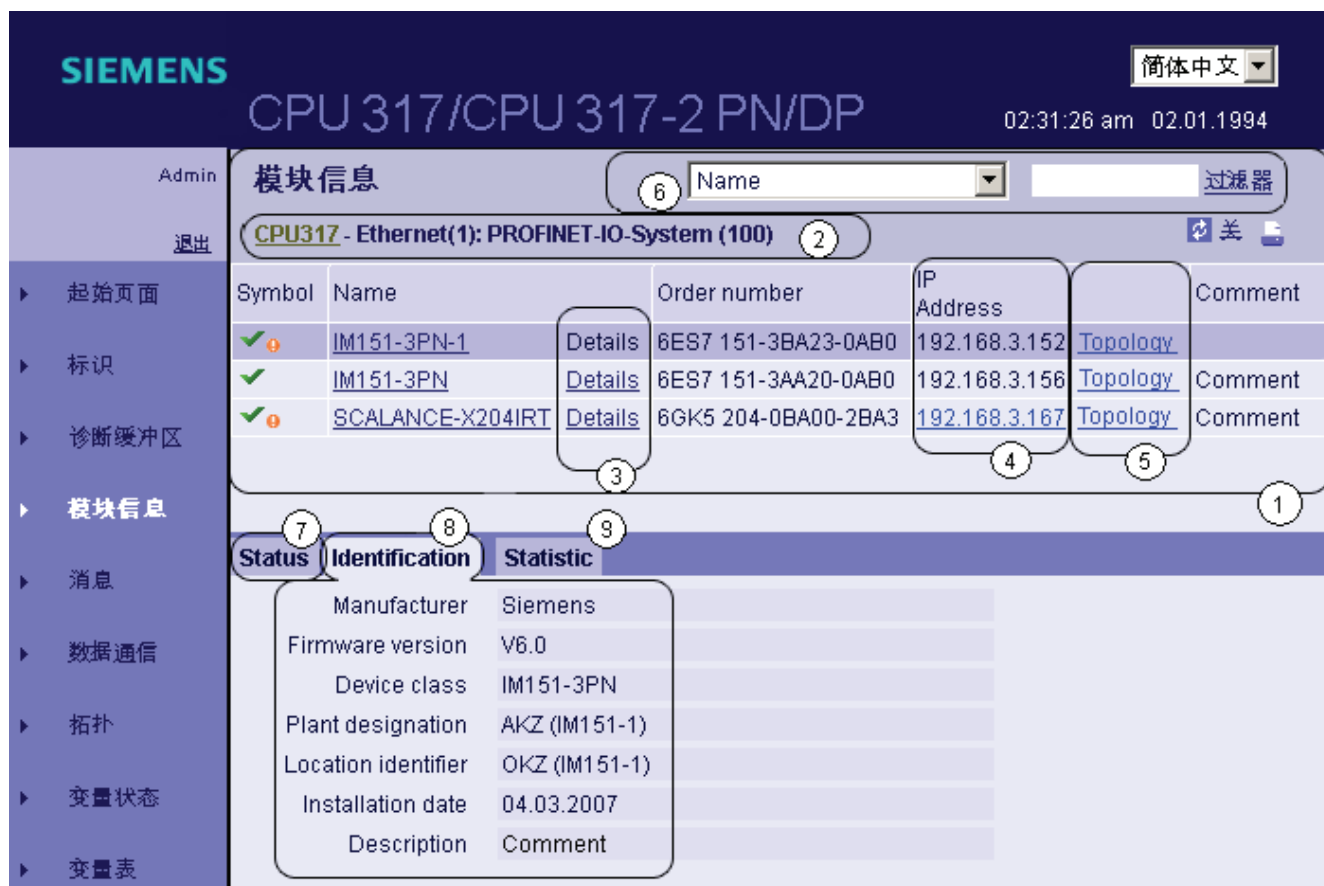 SIEMENS
简体中文
CPU 317/CPU 317-2 PN/DP
02:31:26 am 02.01.1994
Admin
退出
模块信息
6
Name
过滤器
CPU317 - Ethernet(1): PROFINET-IO-System (100)
2
关
起始页面
标识
诊断缓冲区
模块信息
消息
数据通信
拓扑
变量状态
变量表
Symbol Name Order number IP Address Comment
IM151-3PN-1 Details 6ES7 151-3BA23-0AB0 192.168.3.152 Topology
IM151-3PN Details 6ES7 151-3AA20-0AB0 192.168.3.156 Topology Comment
SCALANCE-X204IRT Details 6GK5 204-0BA00-2BA3 192.168.3.167 Topology Comment
3
4
5
1
7
8
9
Status Identification Statistic
Manufacturer Siemens
Firmware version V6.0
Device class IM151-3PN
Plant designation AKZ (IM151-1)
Location identifier OKZ (IM151-1)
Installation date 04.03.2007
Description Comment